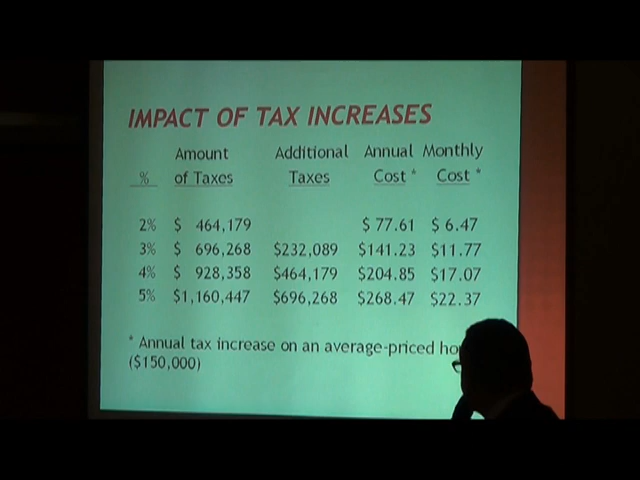 IMPACT OF TAX INCREASES
Amount Additional Annual Monthly
% of Taxes Taxes Cost * Cost *
2% $ 464,179 $ 77.61 $ 6.47
3% $ 696,268 $232,089 $141.23 $11.77
4% $ 928,358 $464,179 $204.85 $17.07
5% $1,160,447 $696,268 $268.47 $22.37
* Annual tax increase on an average-priced
($150,000)